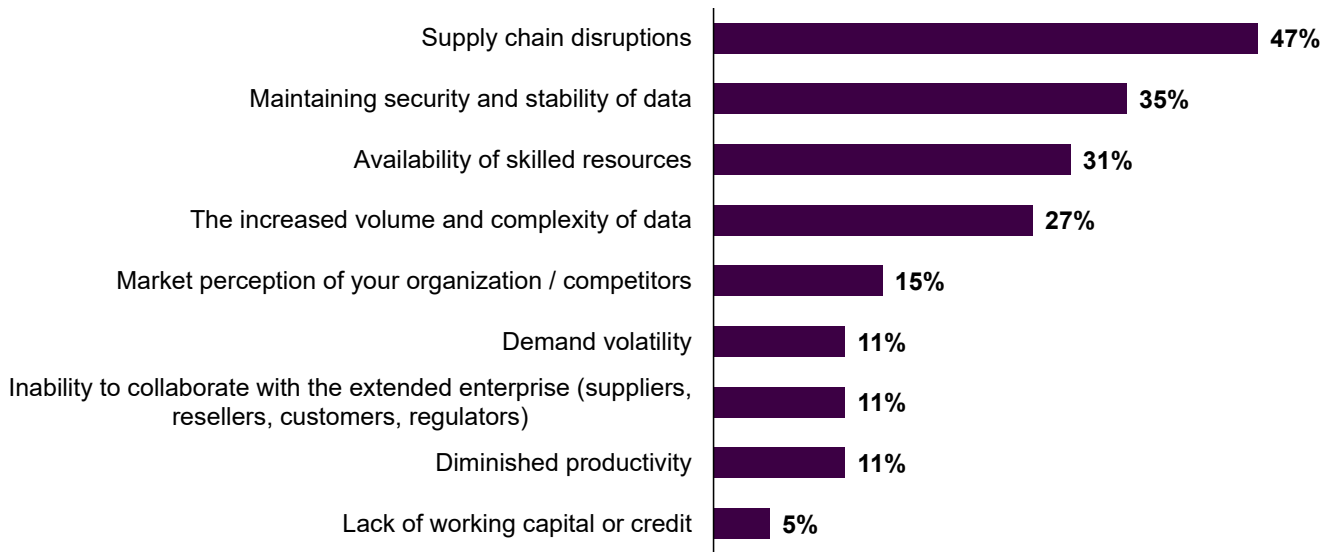 Supply chain disruptions 47%
Maintaining security and stability of data 35%
Availability of skilled resources 31%
The increased volume and complexity of data 27%
Market perception of your organization / competitors 15%
Demand volatility 11%
Inability to collaborate with the extended enterprise (suppliers,
resellers, customers, regulators) 11%
Diminished productivity 11%
Lack of working capital or credit 5%